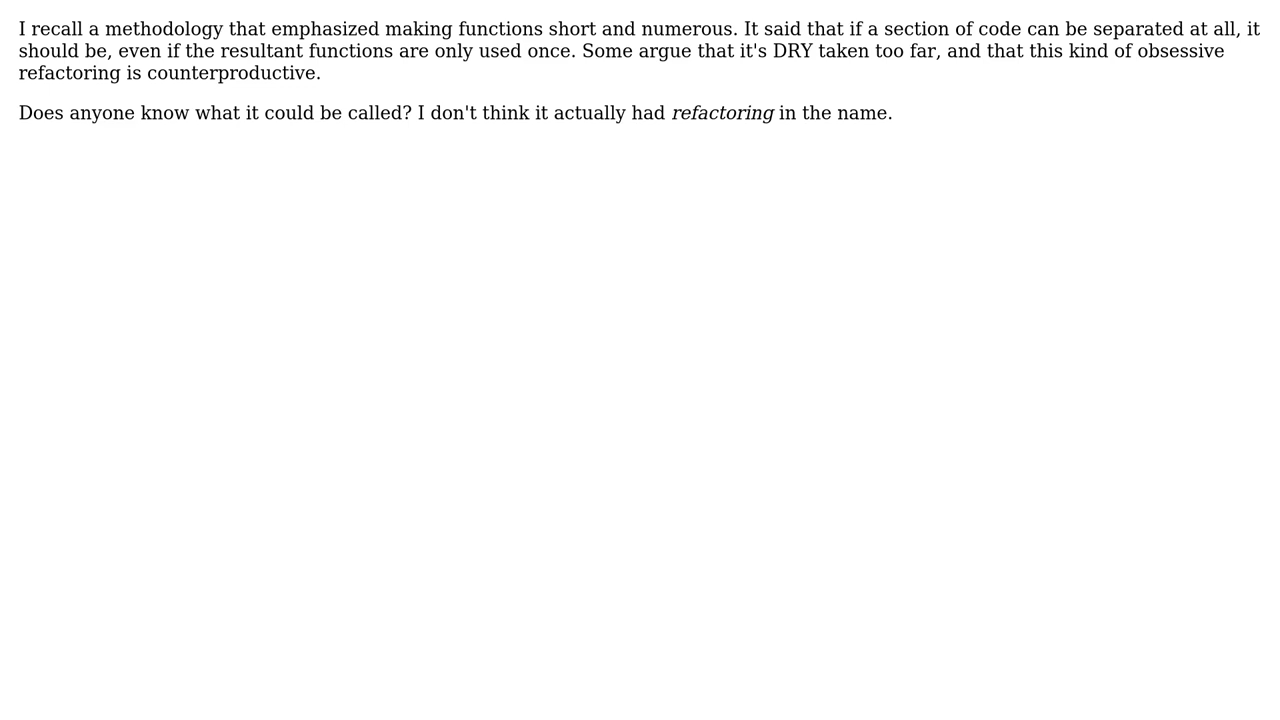 I recall a methodology that emphasized making functions short and numerous. It said that if a section of code can be separated at all, it
should be, even if the resultant functions are only used once. Some argue that it's DRY taken too far, and that this kind of obsessive
refactoring is counterproductive.
Does anyone know what it could be called? I don't think it actually had refactoring in the name.